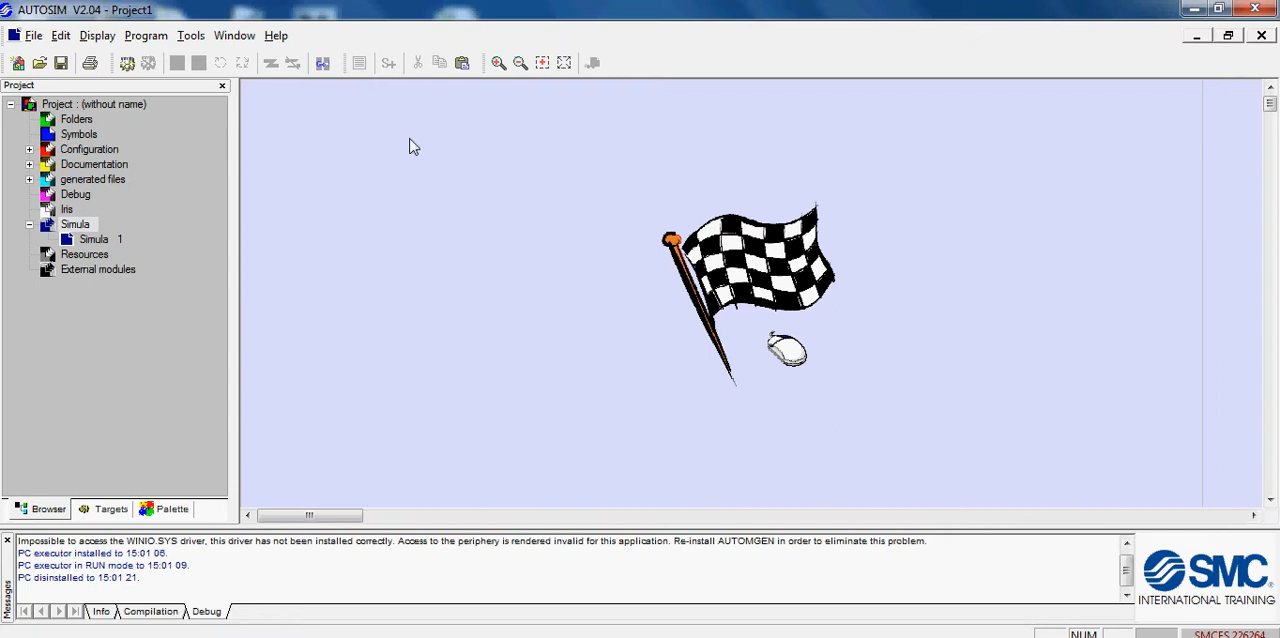 AUTOSIM V2.04 - Project1
File Edit Display Program Tools Window Help
S+
Project
Project : (without name)
Folders
Symbols
Configuration
Documentation
generated files
Debug
Iris
Simula
Simula 1
Resources
External modules
Browser Targets Palette
Impossible to access the WINIO.SYS driver, this driver has not been installed correctly. Access to the periphery is rendered invalid for this application. Re-install AUTOMGEN in order to eliminate this problem.
PC executor installed to 15:01 06.
PC executor in RUN mode to 15:01 09.
PC disinstalled to 15:01 21.
Messages
Info Compilation Debug
SMC
INTERNATIONAL TRAINING
NUM
SMCES 226264